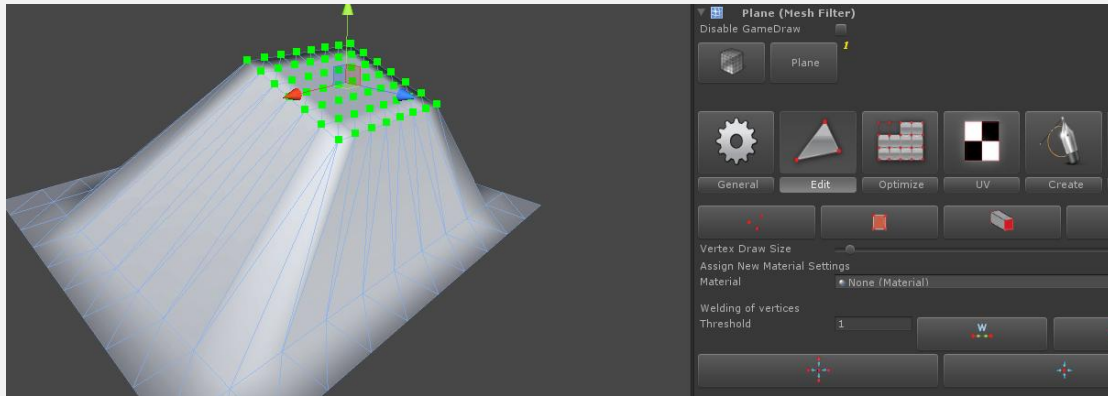 Plane (Mesh Filter)
Disable GameDraw
1
Plane
General
Edit
Optimize
UV
Create
Vertex Draw Size
Assign New Material Settings
Material
None (Material)
Welding of vertices
Threshold
1
W